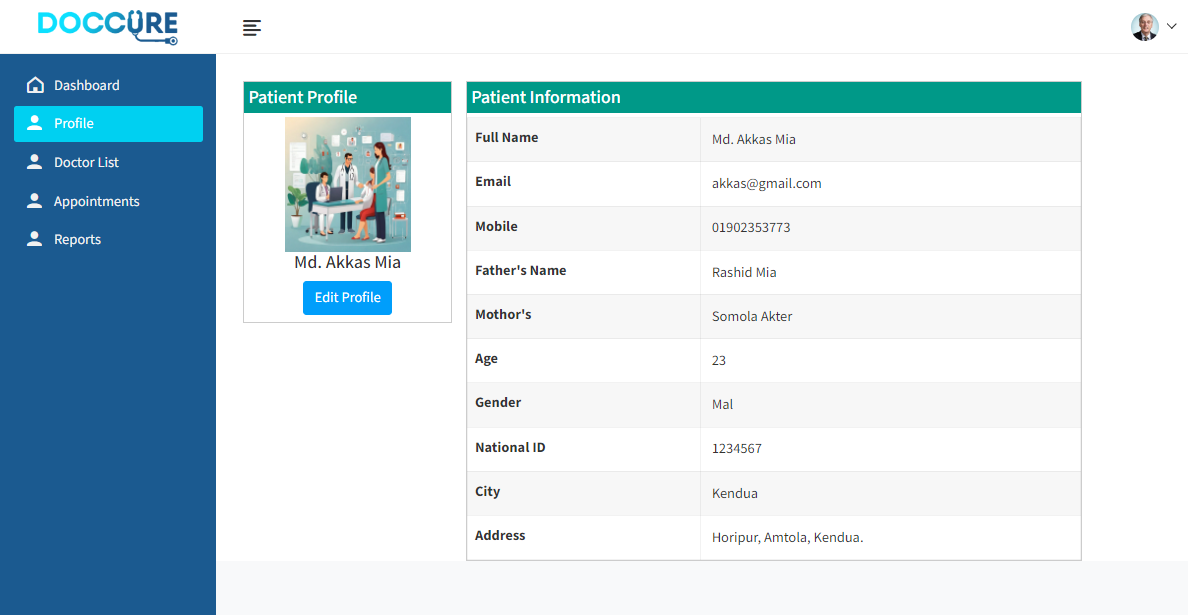 DOCCURE
Dashboard
Profile
Doctor List
Appointments
Reports
Patient Profile
Md. Akkas Mia
Edit Profile
Patient Information
Full Name Md. Akkas Mia
Email akkas@gmail.com
Mobile 01902353773
Father's Name Rashid Mia
Mothor's Somola Akter
Age 23
Gender Mal
National ID 1234567
City Kendua
Address Horipur, Amtola, Kendua.